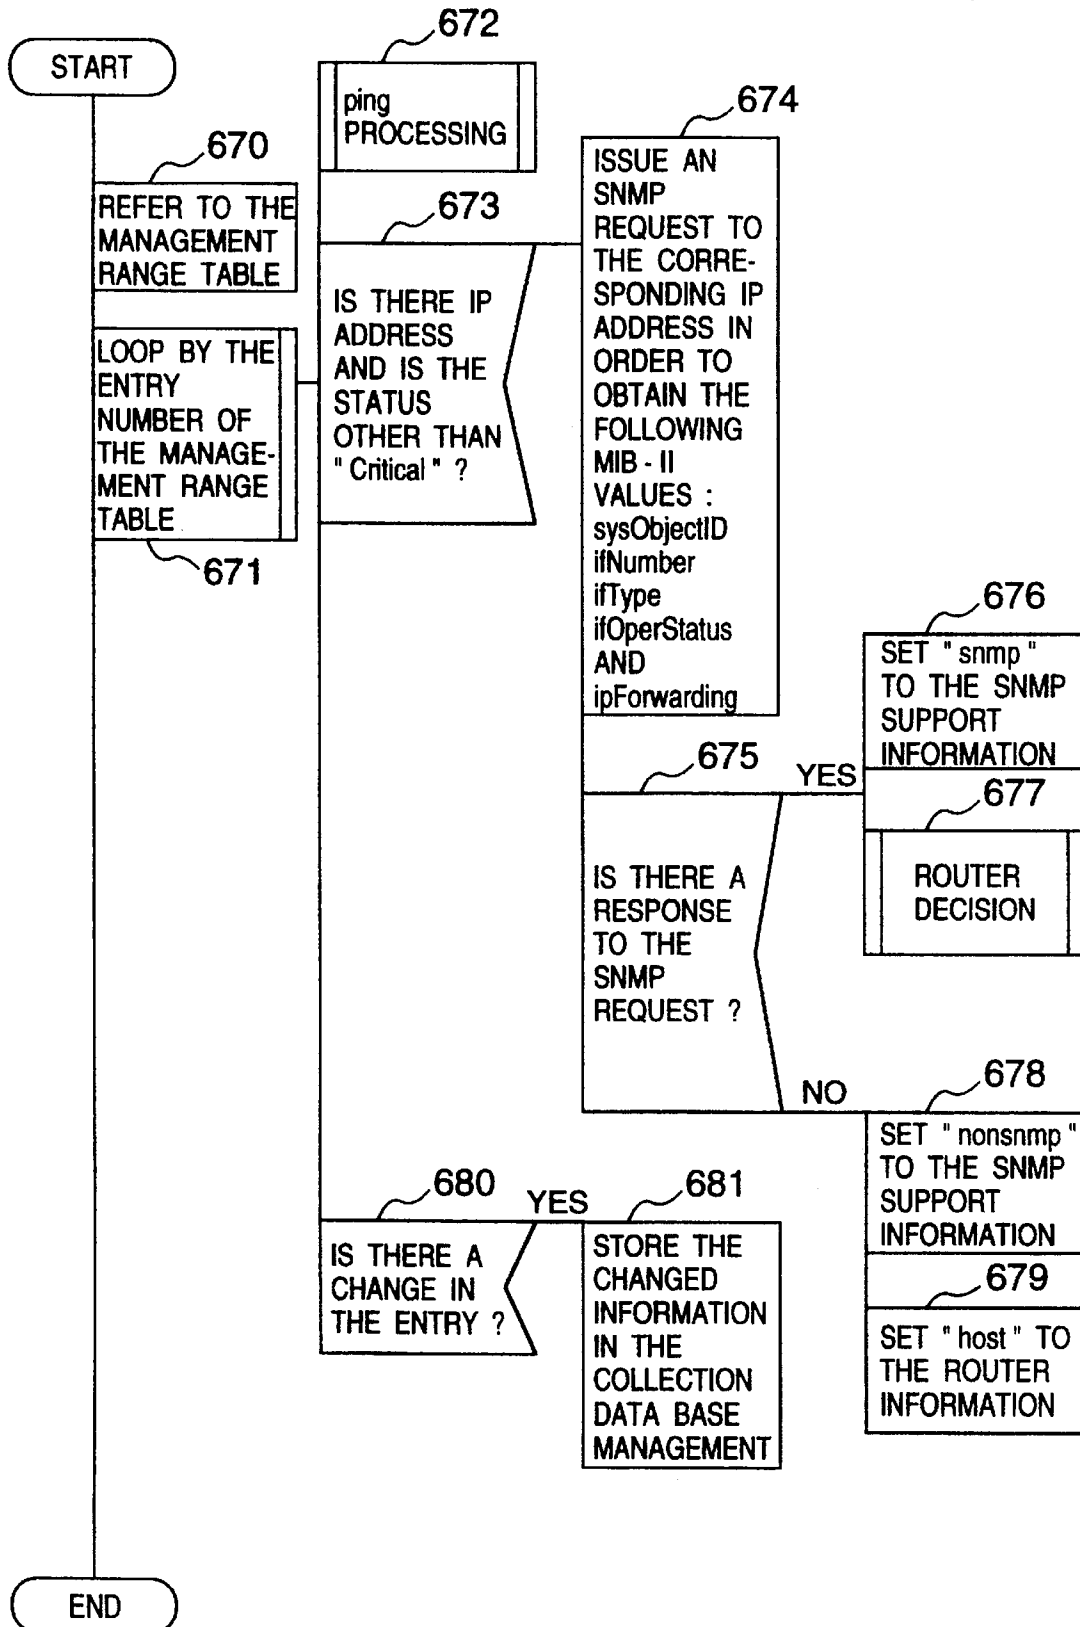 START
670
REFER TO THE
MANAGEMENT
RANGE TABLE
LOOP BY THE
ENTRY
NUMBER OF
THE MANAGE-
MENT RANGE
TABLE
671
672
ping
PROCESSING
673
IS THERE IP
ADDRESS
AND IS THE
STATUS
OTHER THAN
" Critical " ?
674
ISSUE AN
SNMP
REQUEST TO
THE CORRE-
SPONDING IP
ADDRESS IN
ORDER TO
OBTAIN THE
FOLLOWING
MIB - II
VALUES :
sysObjectID
ifNumber
ifType
ifOperStatus
AND
ipForwarding
675
YES
IS THERE A
RESPONSE
TO THE
SNMP
REQUEST ?
NO
676
SET " snmp "
TO THE SNMP
SUPPORT
INFORMATION
677
ROUTER
DECISION
678
SET " nonsnmp "
TO THE SNMP
SUPPORT
INFORMATION
679
SET " host " TO
THE ROUTER
INFORMATION
680
YES
IS THERE A
CHANGE IN
THE ENTRY ?
681
STORE THE
CHANGED
INFORMATION
IN THE
COLLECTION
DATA BASE
MANAGEMENT
END